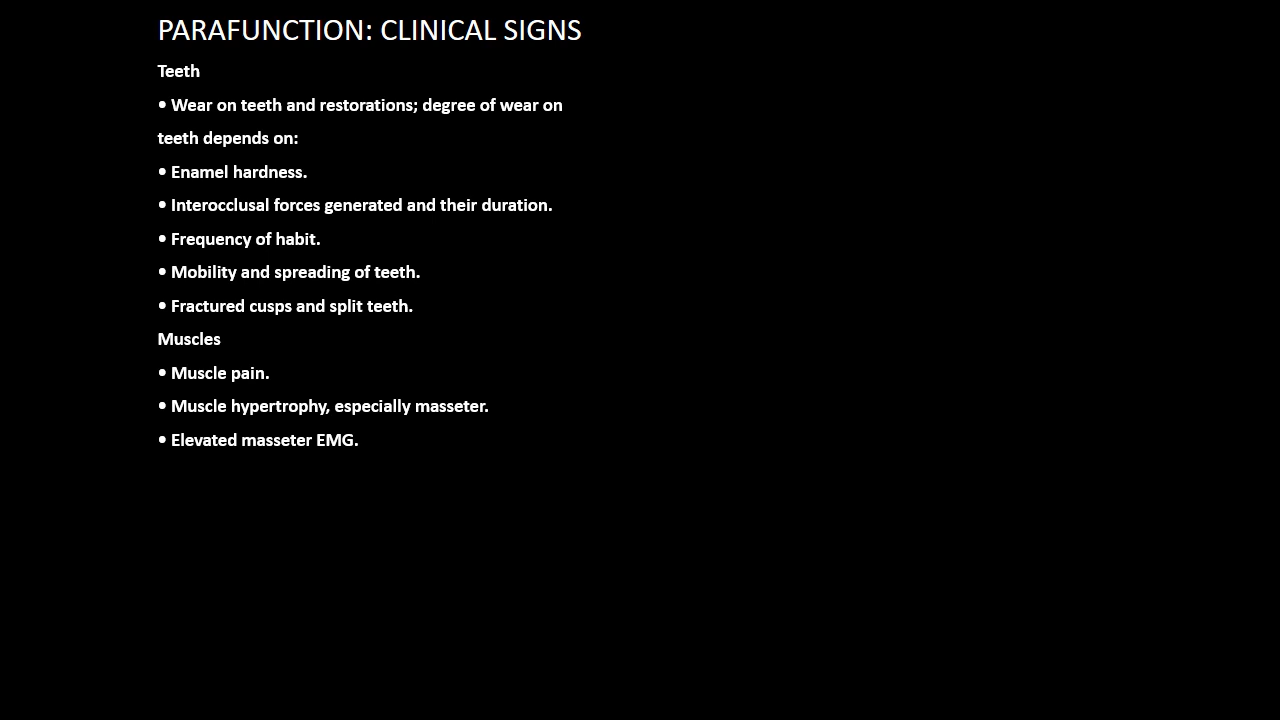 PARAFUNCTION: CLINICAL SIGNS
Teeth
• Wear on teeth and restorations; degree of wear on
teeth depends on:
• Enamel hardness.
• Interocclusal forces generated and their duration.
• Frequency of habit.
• Mobility and spreading of teeth.
• Fractured cusps and split teeth.
Muscles
• Muscle pain.
• Muscle hypertrophy, especially masseter.
• Elevated masseter EMG.